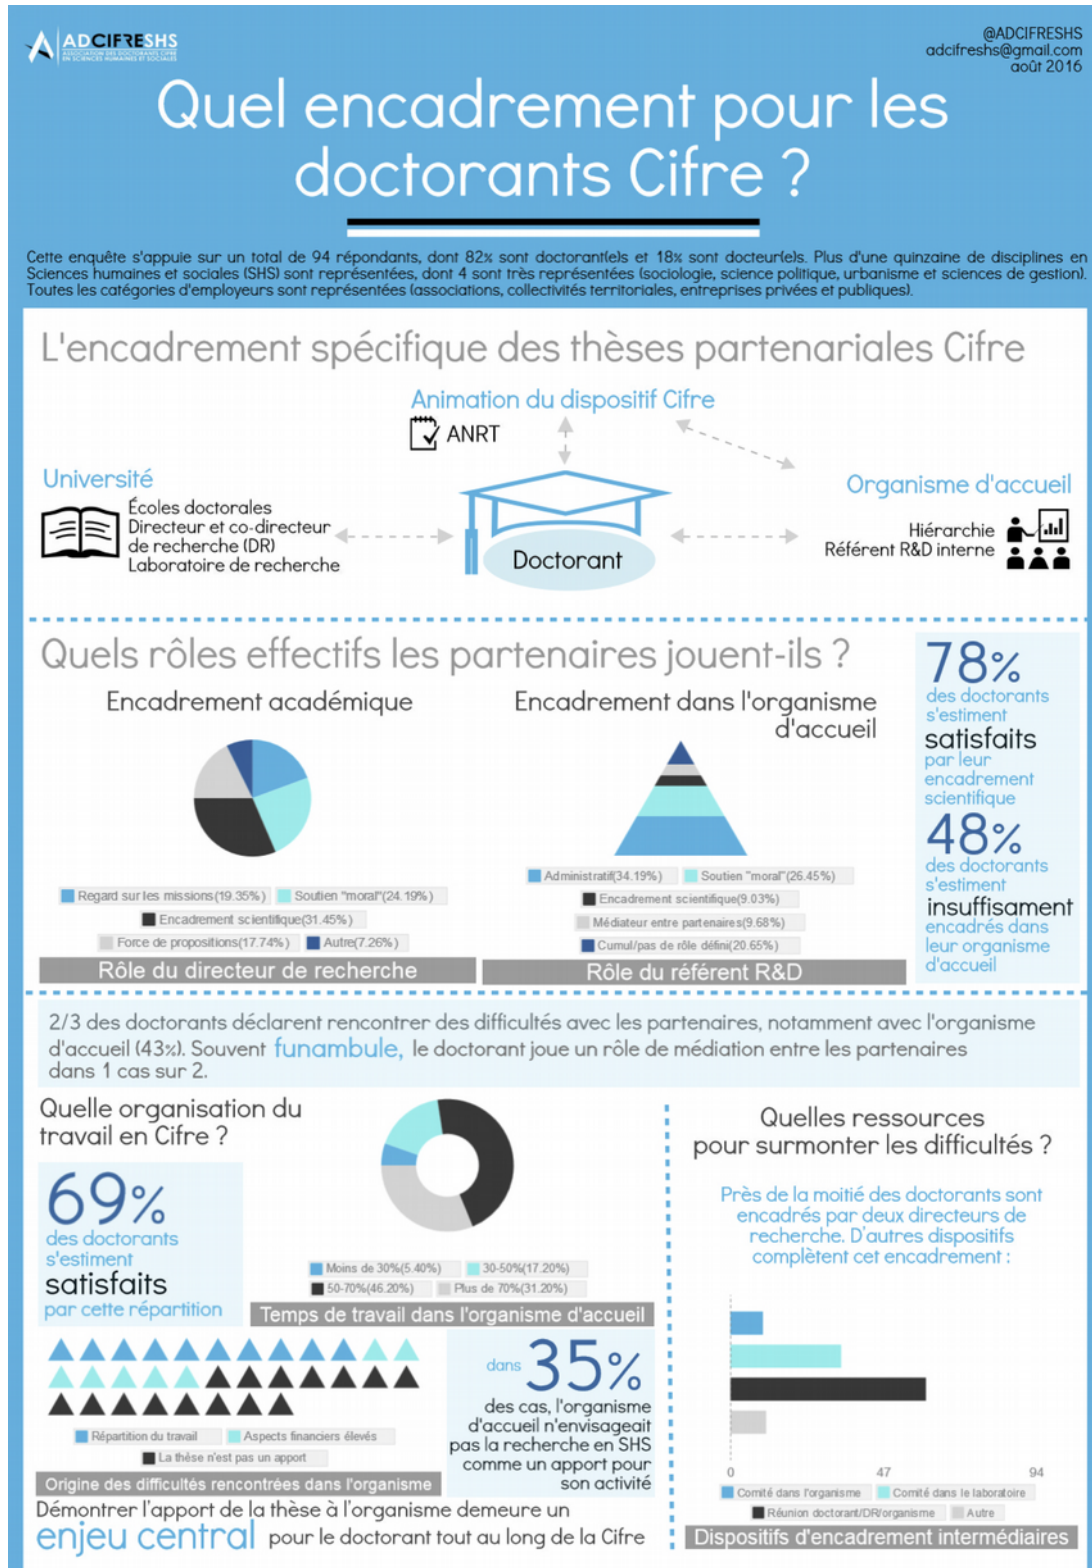 ADCIFRESHS
ASSOCIATION DES DOCTORANTS CIFRE
EN SCIENCES HUMAINES ET SOCIALES
@ADCIFRESHS
adcifreshs@gmail.com
août 2016
Quel encadrement pour les
doctorants Cifre ?
Cette enquête s'appuie sur un total de 94 répondants, dont 82% sont doctorant(e)s et 18% sont docteur(e)s. Plus d'une quinzaine de disciplines en
Sciences humaines et sociales (SHS) sont représentées, dont 4 sont très représentées (sociologie, science politique, urbanisme et sciences de gestion).
Toutes les catégories d'employeurs sont représentées (associations, collectivités territoriales, entreprises privées et publiques).
L'encadrement spécifique des thèses partenariales Cifre
Animation du dispositif Cifre
ANRT
Université
Écoles doctorales
Directeur et co-directeur
de recherche (DR)
Laboratoire de recherche
Doctorant
Organisme d'accueil
Hiérarchie
Référent R&D interne
Quels rôles effectifs les partenaires jouent-ils ?
Encadrement académique
Regard sur les missions(19.35%)
Soutien "moral"(24.19%)
Encadrement scientifique(31.45%)
Force de propositions(17.74%)
Autre(7.26%)
Rôle du directeur de recherche
Encadrement dans l'organisme
d'accueil
Administratif(34.19%)
Soutien "moral"(26.45%)
Encadrement scientifique(9.03%)
Médiateur entre partenaires(9.68%)
Cumul/pas de rôle défini(20.65%)
Rôle du référent R&D
78%
des doctorants
s'estiment
satisfaits
par leur
encadrement
scientifique
48%
des doctorants
s'estiment
insuffisament
encadrés dans
leur organisme
d'accueil
2/3 des doctorants déclarent rencontrer des difficultés avec les partenaires, notamment avec l'organisme
d'accueil (43%). Souvent funambule, le doctorant joue un rôle de médiation entre les partenaires
dans 1 cas sur 2.
Quelle organisation du
travail en Cifre ?
69%
des doctorants
s'estiment
satisfaits
par cette répartition
Moins de 30%(5.40%)
30-50%(17.20%)
50-70%(46.20%)
Plus de 70%(31.20%)
Temps de travail dans l'organisme d'accueil
Répartition du travail
Aspects financiers élevés
La thèse n'est pas un apport
Origine des difficultés rencontrées dans l'organisme
dans 35%
des cas, l'organisme
d'accueil n'envisageait
pas la recherche en SHS
comme un apport pour
son activité
Démontrer l'apport de la thèse à l'organisme demeure un
enjeu central pour le doctorant tout au long de la Cifre
Quelles ressources
pour surmonter les difficultés ?
Près de la moitié des doctorants sont
encadrés par deux directeurs de
recherche. D'autres dispositifs
complètent cet encadrement :
0 47 94
Comité dans l'organisme
Comité dans le laboratoire
Réunion doctorant/DR/organisme
Autre
Dispositifs d'encadrement intermédiaires